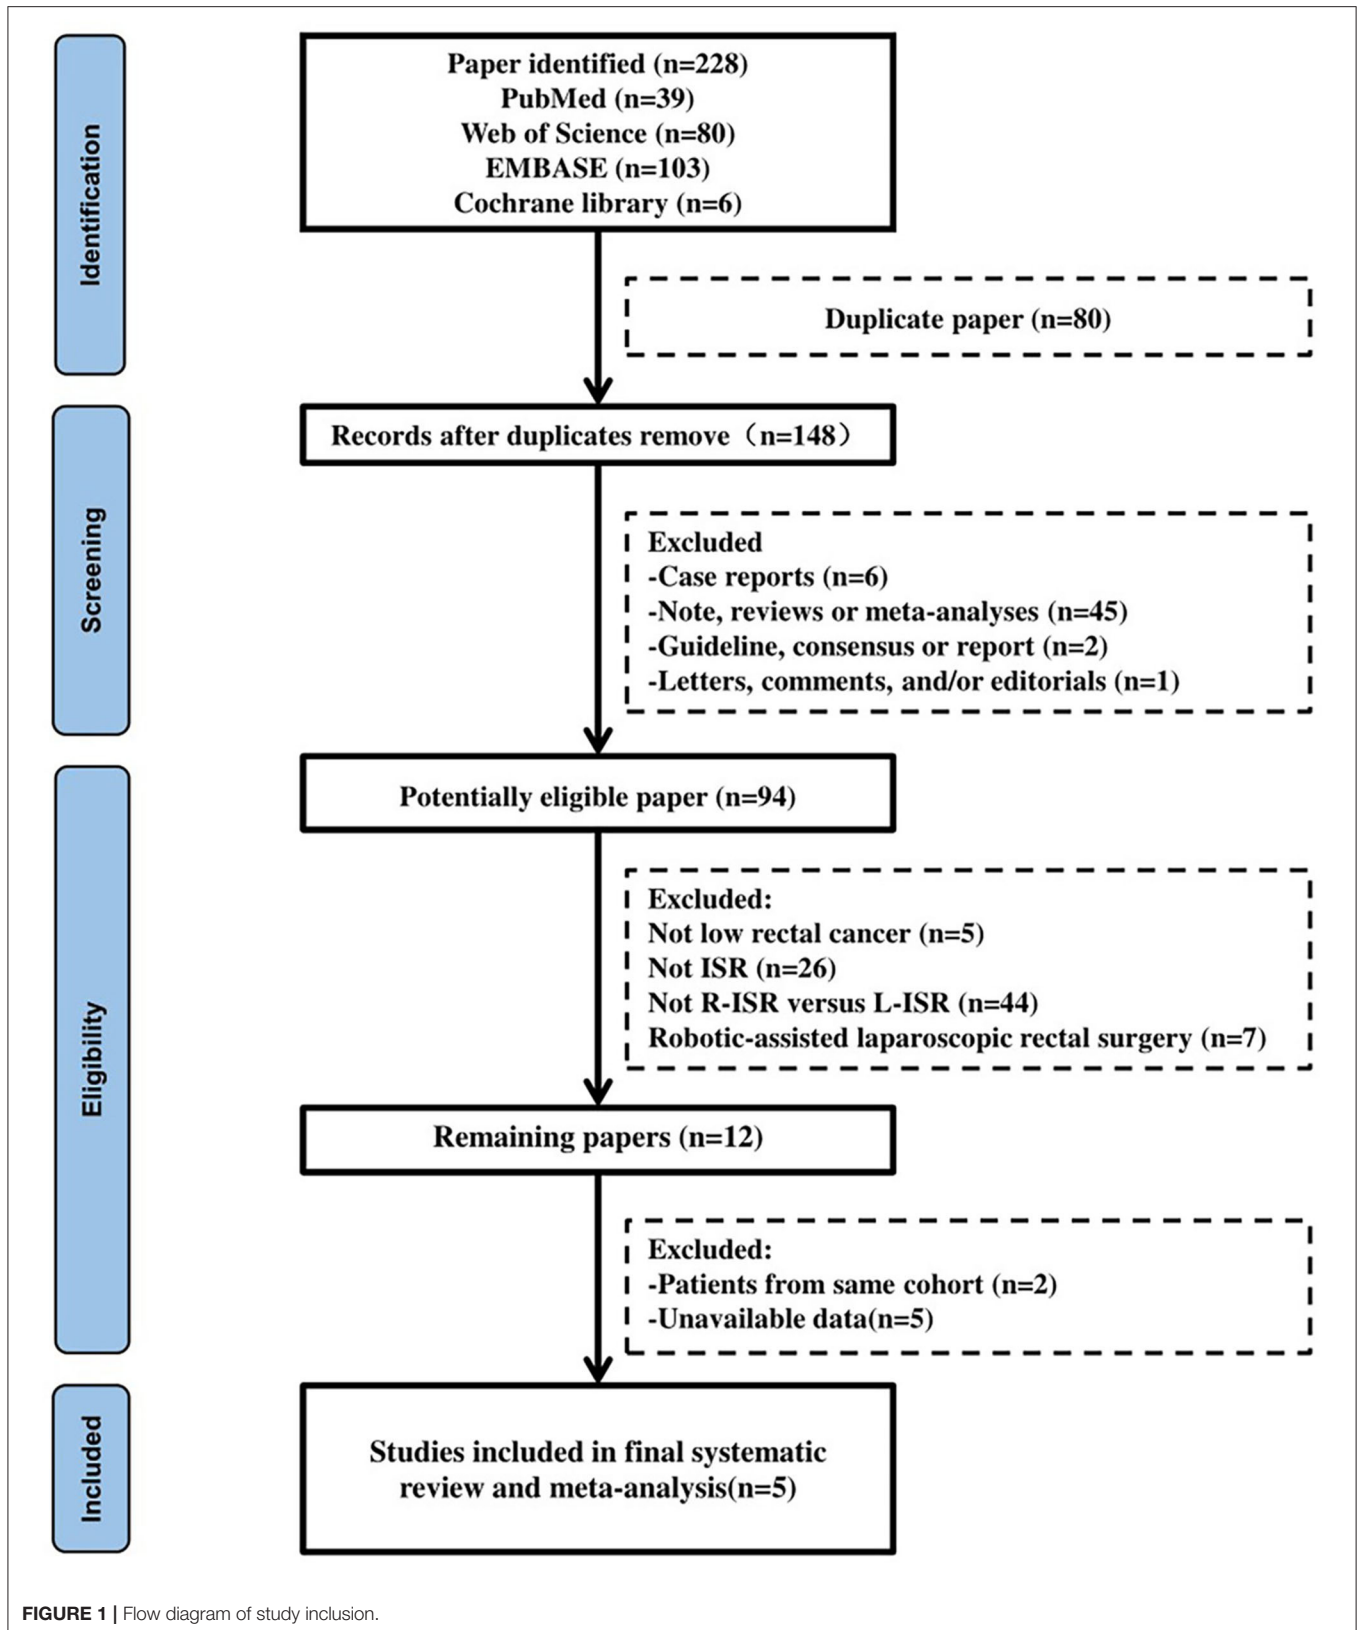 Identification
Paper identified (n=228)
PubMed (n=39)
Web of Science (n=80)
EMBASE (n=103)
Cochrane library (n=6)
Duplicate paper (n=80)
Screening
Records after duplicates remove（n=148）
Excluded
-Case reports (n=6)
-Note, reviews or meta-analyses (n=45)
-Guideline, consensus or report (n=2)
-Letters, comments, and/or editorials (n=1)
Eligibility
Potentially eligible paper (n=94)
Excluded:
Not low rectal cancer (n=5)
Not ISR (n=26)
Not R-ISR versus L-ISR (n=44)
Robotic-assisted laparoscopic rectal surgery (n=7)
Remaining papers (n=12)
Excluded:
-Patients from same cohort (n=2)
-Unavailable data(n=5)
Included
Studies included in final systematic
review and meta-analysis(n=5)
FIGURE 1 | Flow diagram of study inclusion.